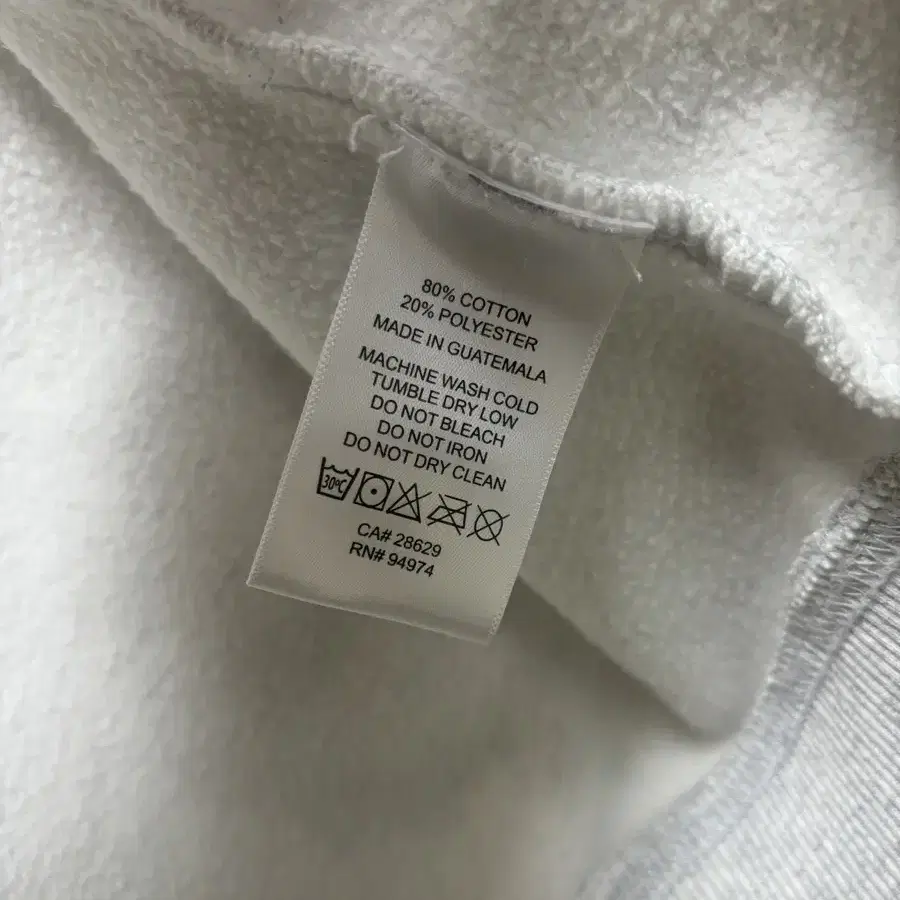 80% COTTON
20% POLYESTER
MADE IN GUATEMALA
MACHINE WASH COLD
TUMBLE DRY LOW
DO NOT BLEACH
DO NOT IRON
DO NOT DRY CLEAN
30°C
CA# 28629
RN# 94974